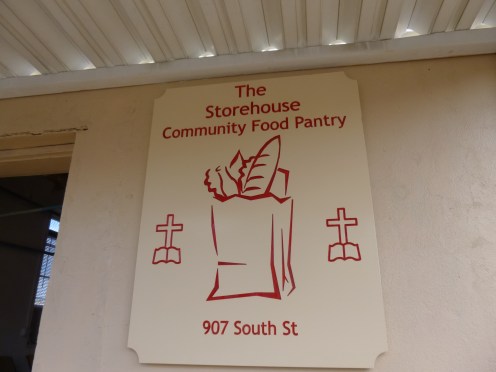 The
Storehouse
Community Food Pantry
907 South St